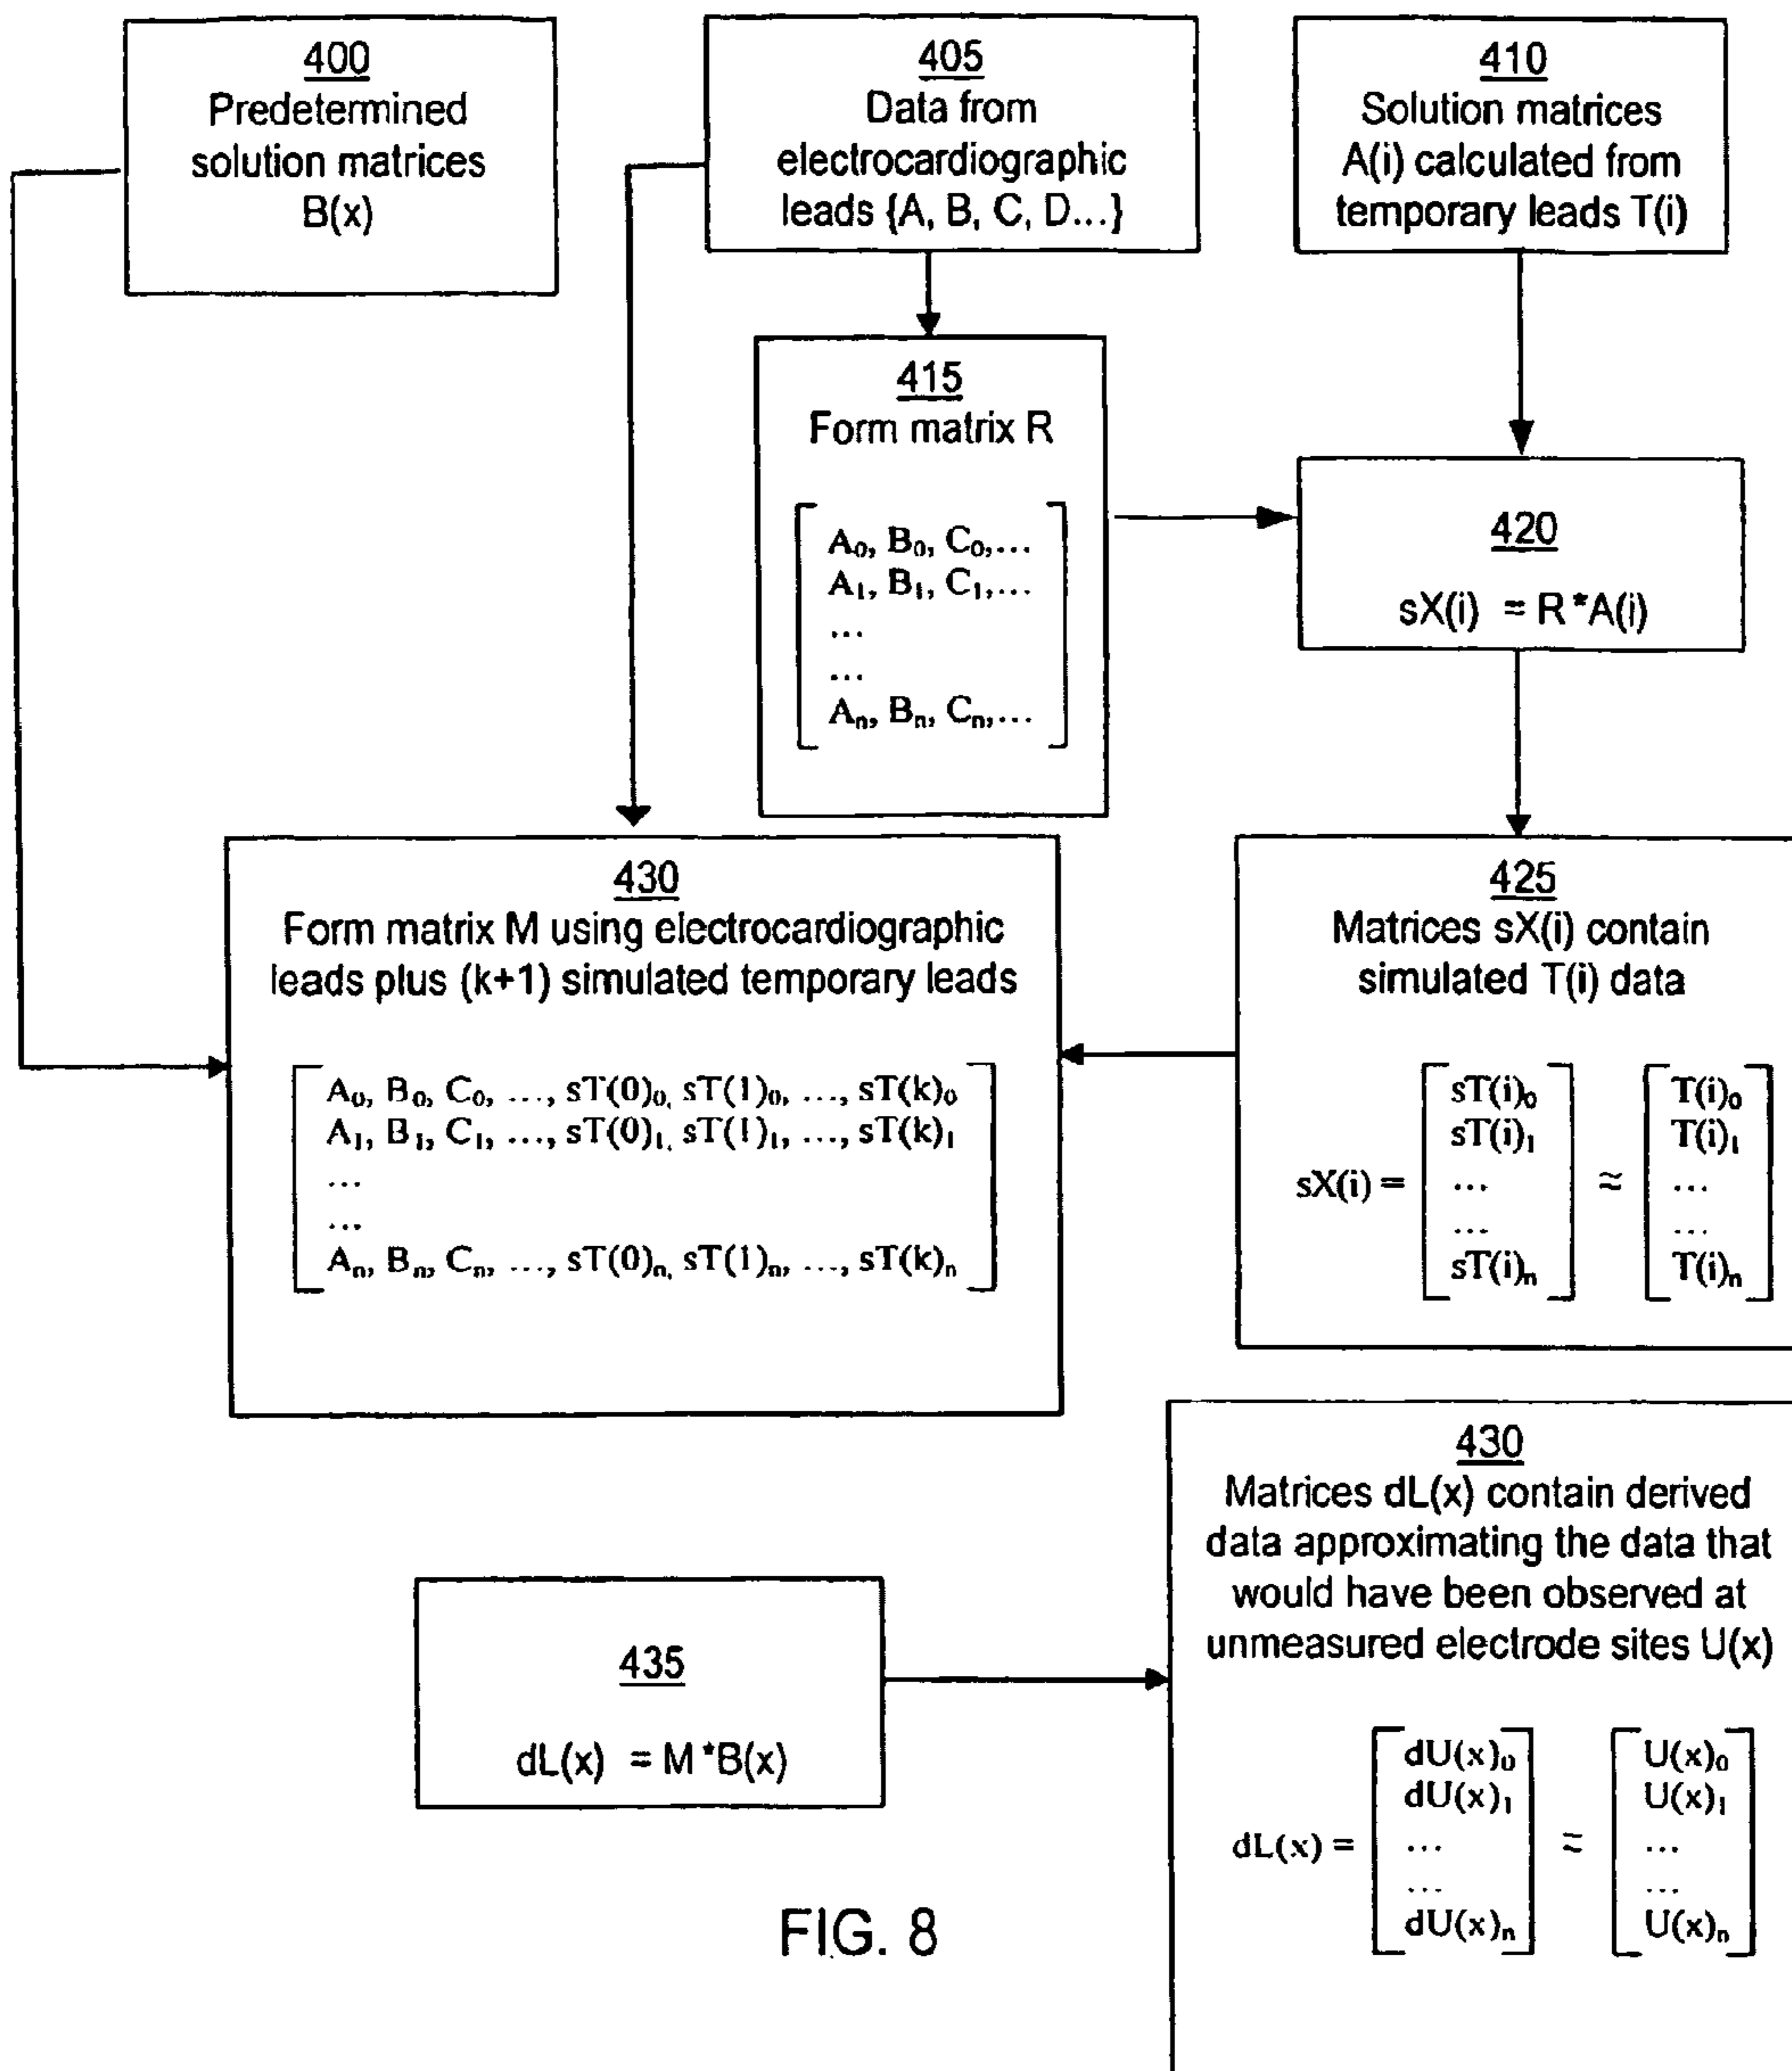 400
Predetermined
solution matrices
B(x)
405
Data from
electrocardiographic
leads {A, B, C, D...}
410
Solution matrices
A(i) calculated from
temporary leads T(i)
415
Form matrix R
A₀, B₀, C₀,...
A₁, B₁, C₁,...
...
...
Aₙ, Bₙ, Cₙ,...
420
sX(i) = R*A(i)
430
Form matrix M using electrocardiographic
leads plus (k+1) simulated temporary leads
A₀, B₀, C₀, ..., sT(0)₀, sT(1)₀, ..., sT(k)₀
A₁, B₁, C₁, ..., sT(0)₁, sT(1)₁, ..., sT(k)₁
...
...
Aₙ, Bₙ, Cₙ, ..., sT(0)ₙ, sT(1)ₙ, ..., sT(k)ₙ
425
Matrices sX(i) contain
simulated T(i) data
sT(i)₀ T(i)₀
sT(i)₁ T(i)₁
sX(i) = ... ≈ ...
... ...
sT(i)ₙ T(i)ₙ
435
dL(x) = M*B(x)
430
Matrices dL(x) contain derived
data approximating the data that
would have been observed at
unmeasured electrode sites U(x)
dU(x)₀ U(x)₀
dU(x)₁ U(x)₁
dL(x) = ... ≈ ...
... ...
dU(x)ₙ U(x)ₙ
FIG. 8